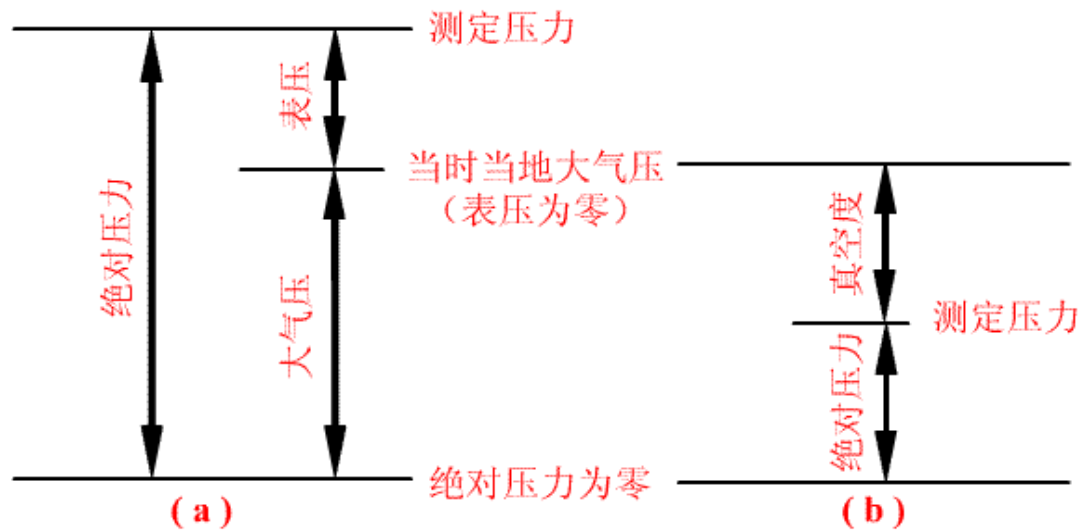 测定压力
表压
当时当地大气压
（表压为零）
绝对压力
大气压
绝对压力为零
( a )
真空度
测定压力
绝对压力
( b )